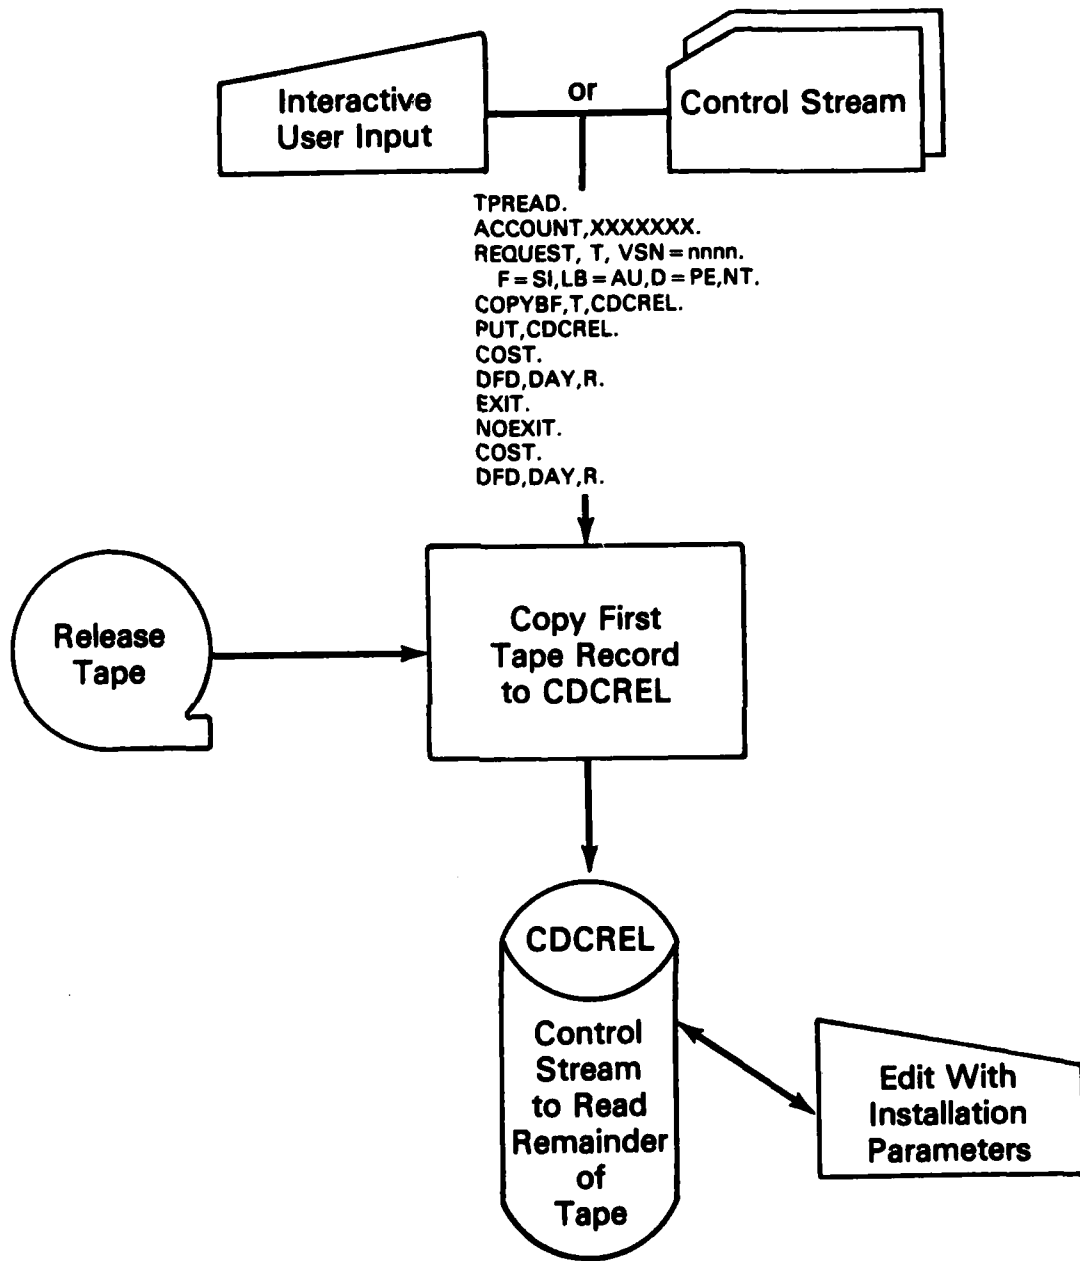 Interactive
User Input
or
Control Stream
TPREAD.
ACCOUNT,XXXXXXX.
REQUEST, T, VSN=nnnn.
F=SI,LB=AU,D=PE,NT.
COPYBF,T,CDCREL.
PUT,CDCREL.
COST.
DFD,DAY,R.
EXIT.
NOEXIT.
COST.
DFD,DAY,R.
Release
Tape
Copy First
Tape Record
to CDCREL
CDCREL
Control
Stream
to Read
Remainder
of
Tape
Edit With
Installation
Parameters